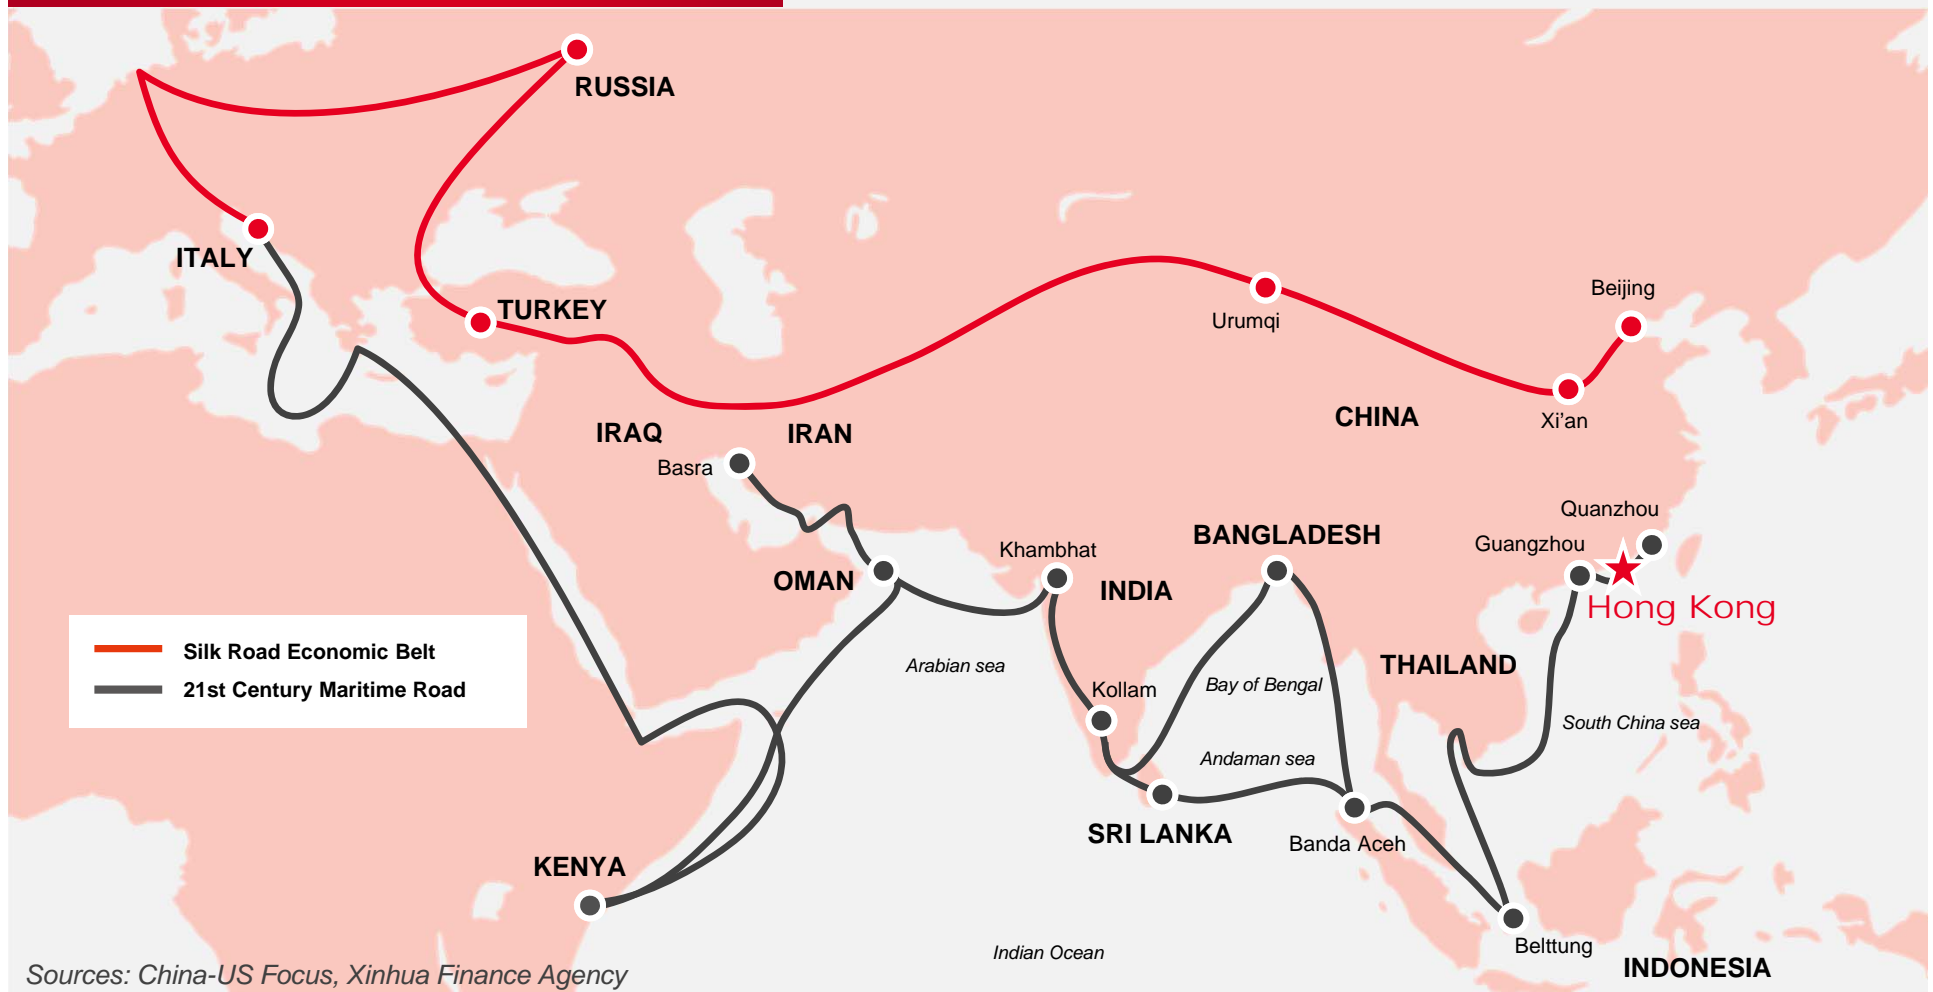 RUSSIA
ITALY
TURKEY
Beijing
Urumqi
CHINA
Xi’an
IRAQ
IRAN
Basra
Quanzhou
Guangzhou
BANGLADESH
Khambhat
OMAN
INDIA
Hong Kong
Silk Road Economic Belt
21st Century Maritime Road
Arabian sea
THAILAND
Kollam
Bay of Bengal
South China sea
Andaman sea
SRI LANKA
Banda Aceh
KENYA
Belttung
Indian Ocean
INDONESIA
Sources: China-US Focus, Xinhua Finance Agency